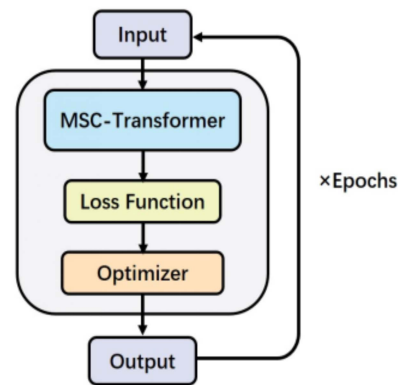 Input
MSC-Transformer
Loss Function
×Epochs
Optimizer
Output